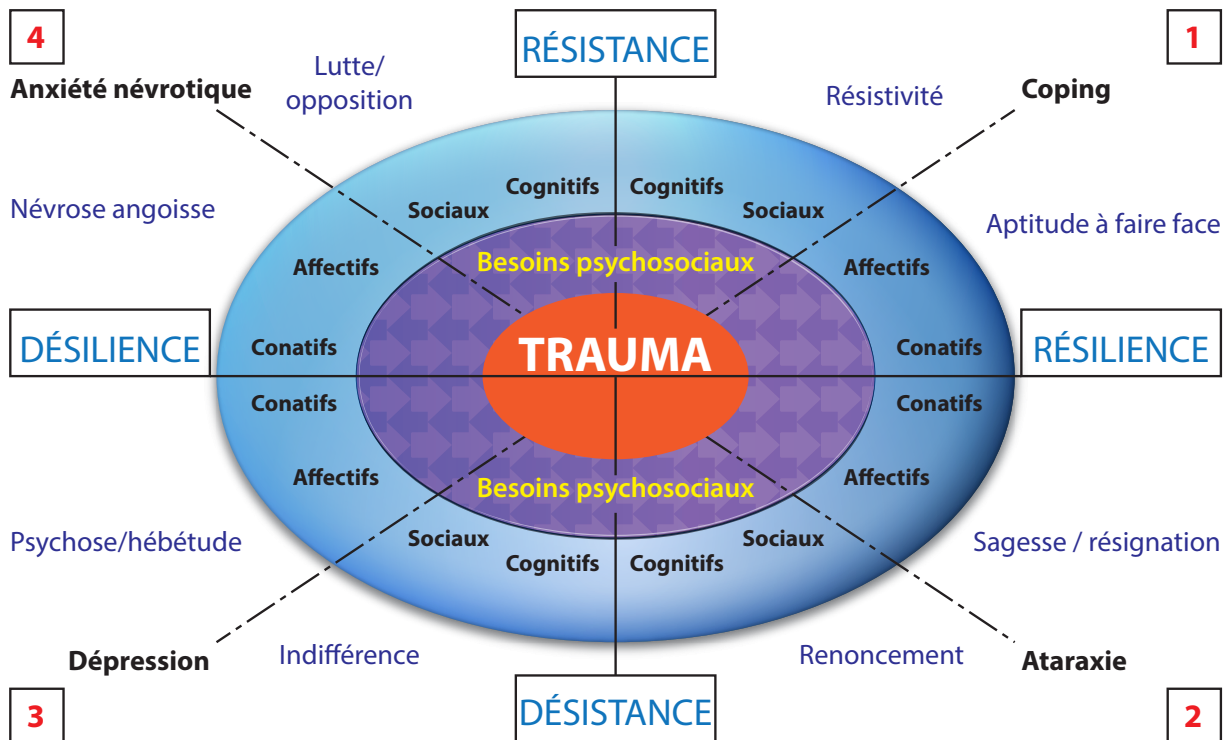 4
RÉSISTANCE
1
Lutte/
opposition
Anxiété névrotique
Résistivité
Coping
Cognitifs
Cognitifs
Sociaux
Sociaux
Névrose angoisse
Aptitude à faire face
Besoins psychosociaux
Affectifs
Affectifs
DÉSILIENCE
Conatifs
TRAUMA
Conatifs
RÉSILIENCE
Conatifs
Conatifs
Affectifs
Affectifs
Besoins psychosociaux
Psychose/hébétude
Sociaux
Sociaux
Sagesse / résignation
Cognitifs
Cognitifs
Dépression
Indifférence
Renoncement
Ataraxie
3
DÉSISTANCE
2